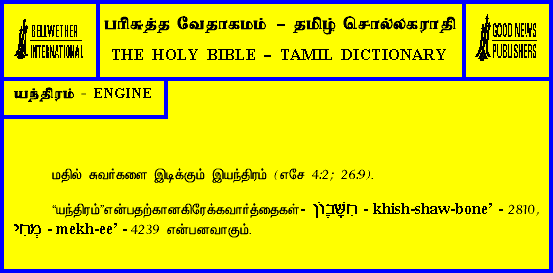 BELLWETHER
INTERNATIONAL
பரிசுத்த வேதாகமம் – தமிழ் சொல்லகராதி
THE HOLY BIBLE – TAMIL DICTIONARY
GOOD NEWS
PUBLISHERS
யந்திரம் - ENGINE
மதில் சுவர்களை இடிக்கும் இயந்திரம் (எசே 4:2; 26:9).
“யந்திரம்”என்பதற்கானகிரேக்கவார்த்தைகள்- חִשָּׁבוֹן - khish-shaw-bone’ - 2810,
מְחִי - mekh-ee’ - 4239 என்பனவாகும்.